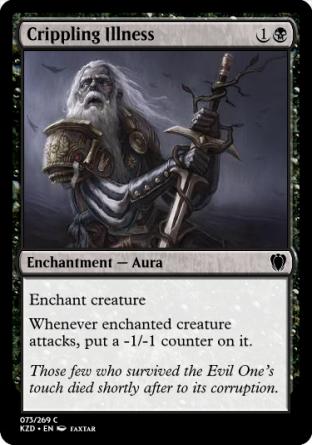 Crippling Illness 1
Enchantment — Aura
Enchant creature
Whenever enchanted creature
attacks, put a -1/-1 counter on it.
Those few who survived the Evil One's
touch died shortly after to its corruption.
073/269 C
KZD • EN FAXTAR